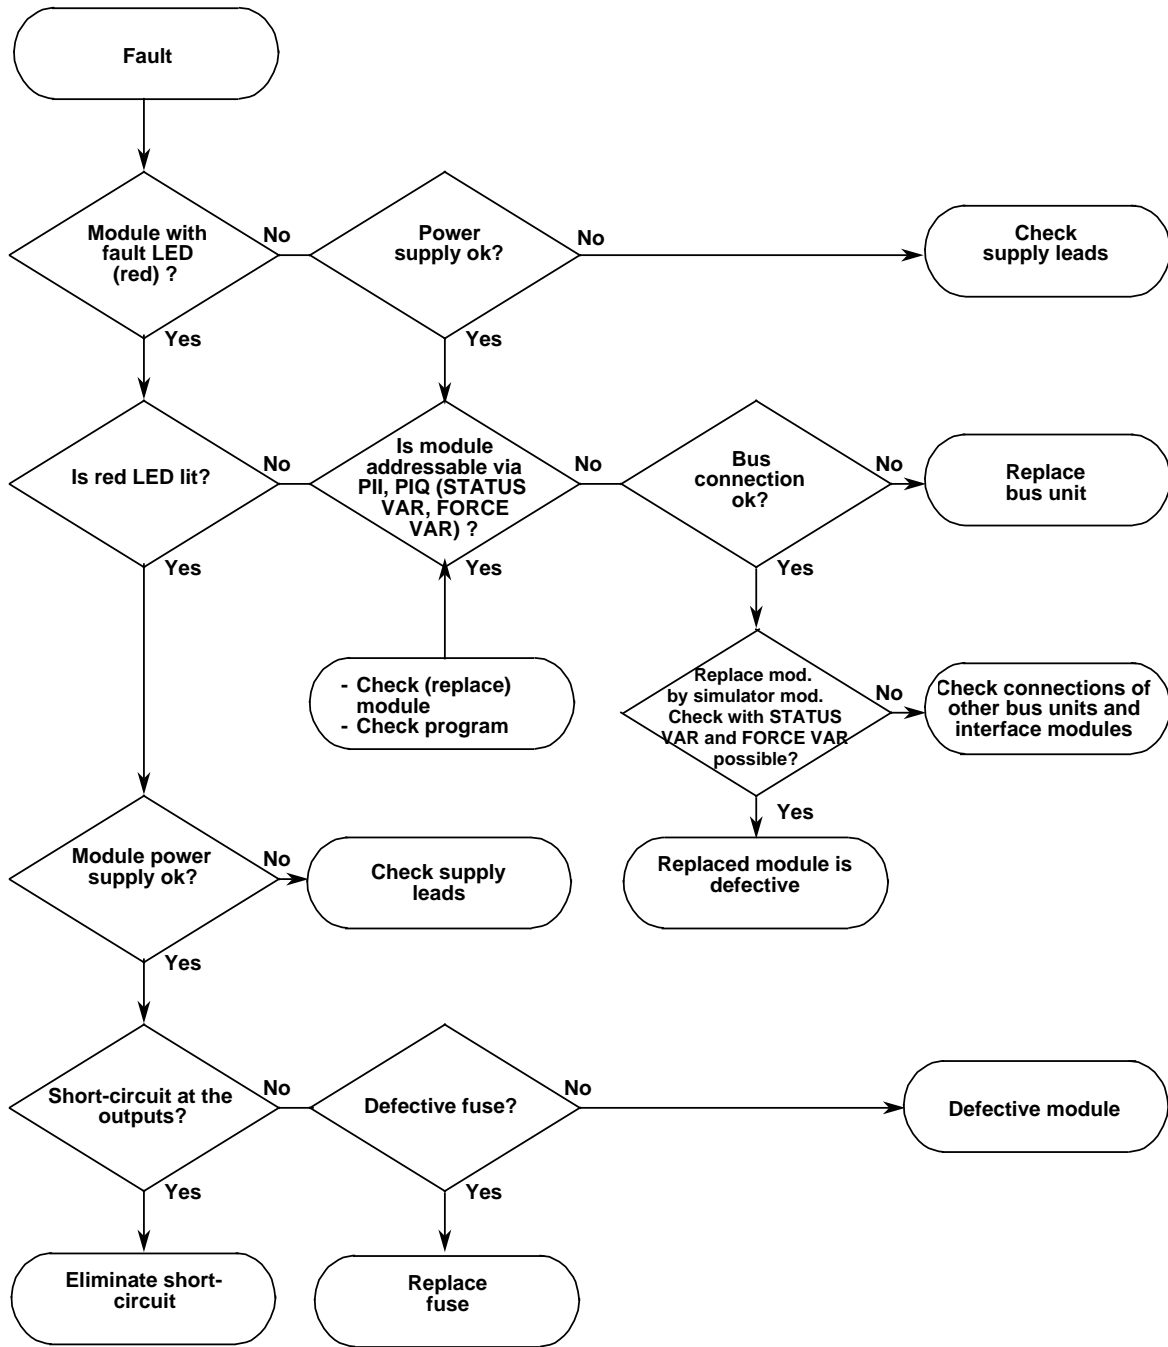 Fault
Module with
fault LED
(red) ?
No
Power
supply ok?
No
Check
supply leads
Yes
Yes
Is red LED lit?
No
Is module
addressable via
PII, PIQ (STATUS
VAR, FORCE
VAR) ?
No
Bus
connection
ok?
No
Replace
bus unit
Yes
Yes
Yes
- Check (replace)
module
- Check program
Replace mod.
by simulator mod.
Check with STATUS
VAR and FORCE VAR
possible?
No
Check connections of
other bus units and
interface modules
Yes
Module power
supply ok?
No
Check supply
leads
Replaced module is
defective
Yes
Short-circuit at the
outputs?
No
Defective fuse?
No
Defective module
Yes
Yes
Eliminate short-
circuit
Replace
fuse